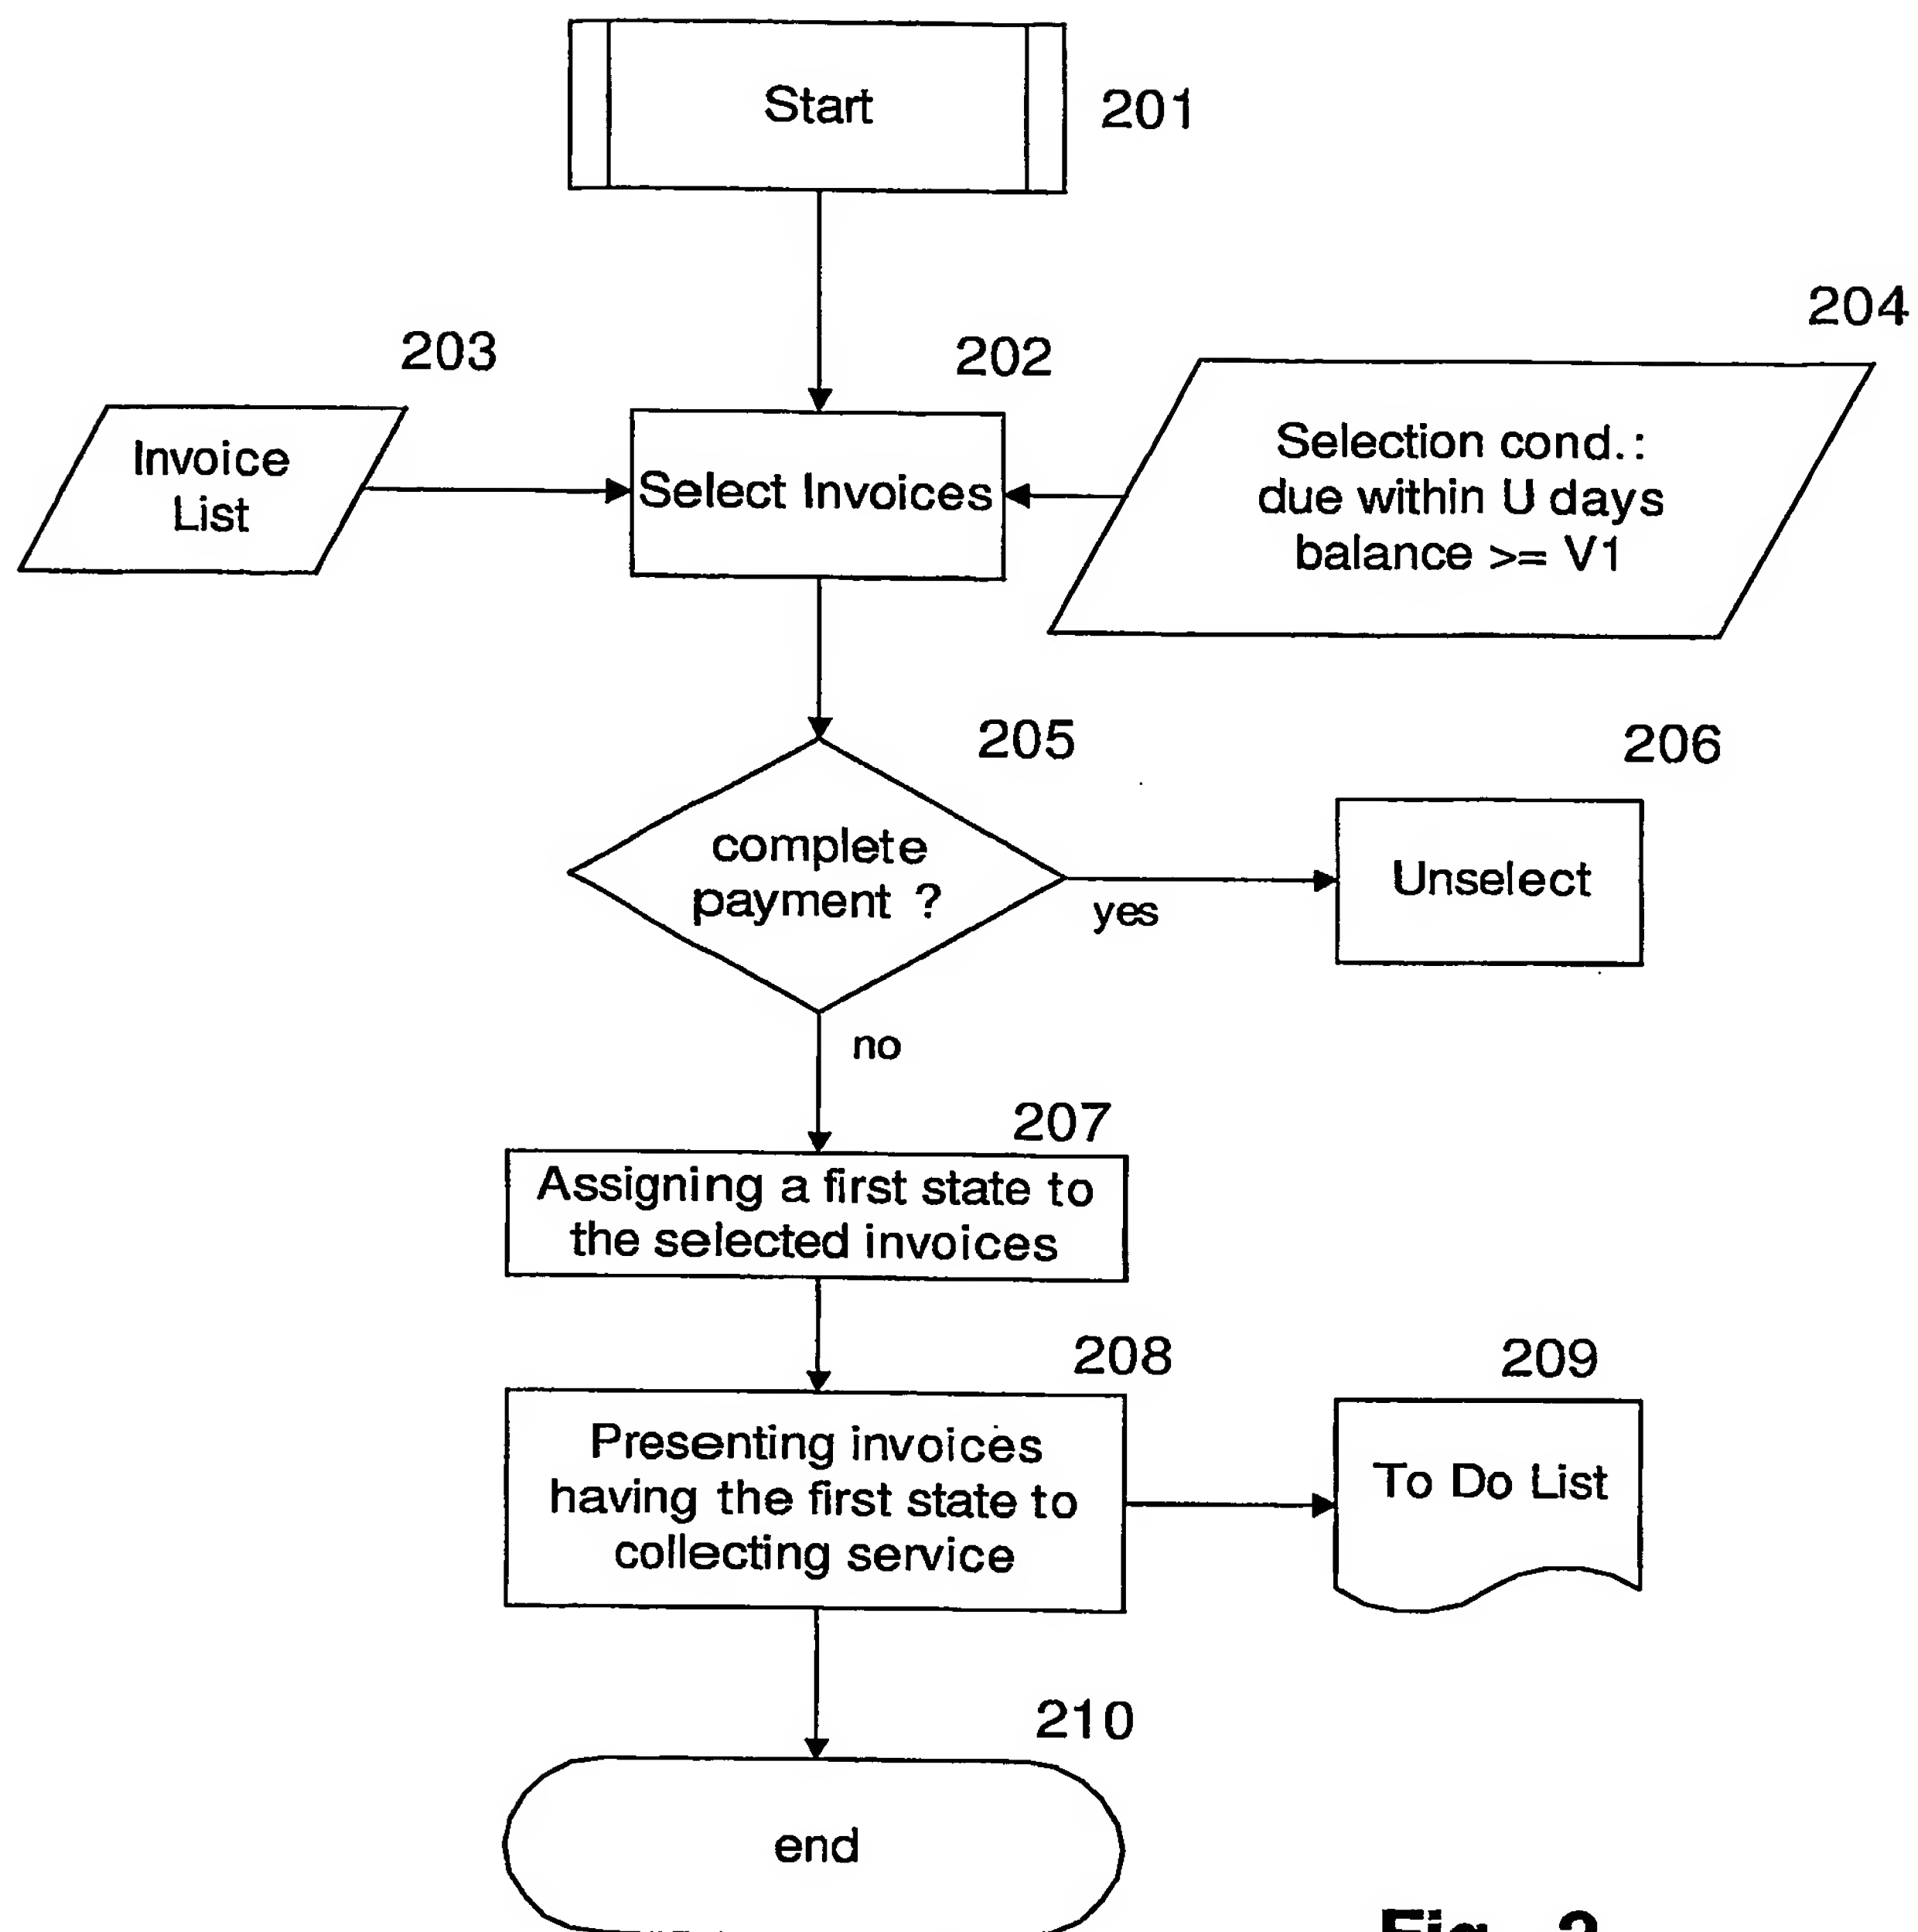 Start
201
204
203
202
Invoice
List
Select Invoices
Selection cond.:
due within U days
balance >= V1
205
206
complete
payment ?
yes
Unselect
no
207
Assigning a first state to
the selected invoices
208
209
Presenting invoices
having the first state to
collecting service
To Do List
210
end